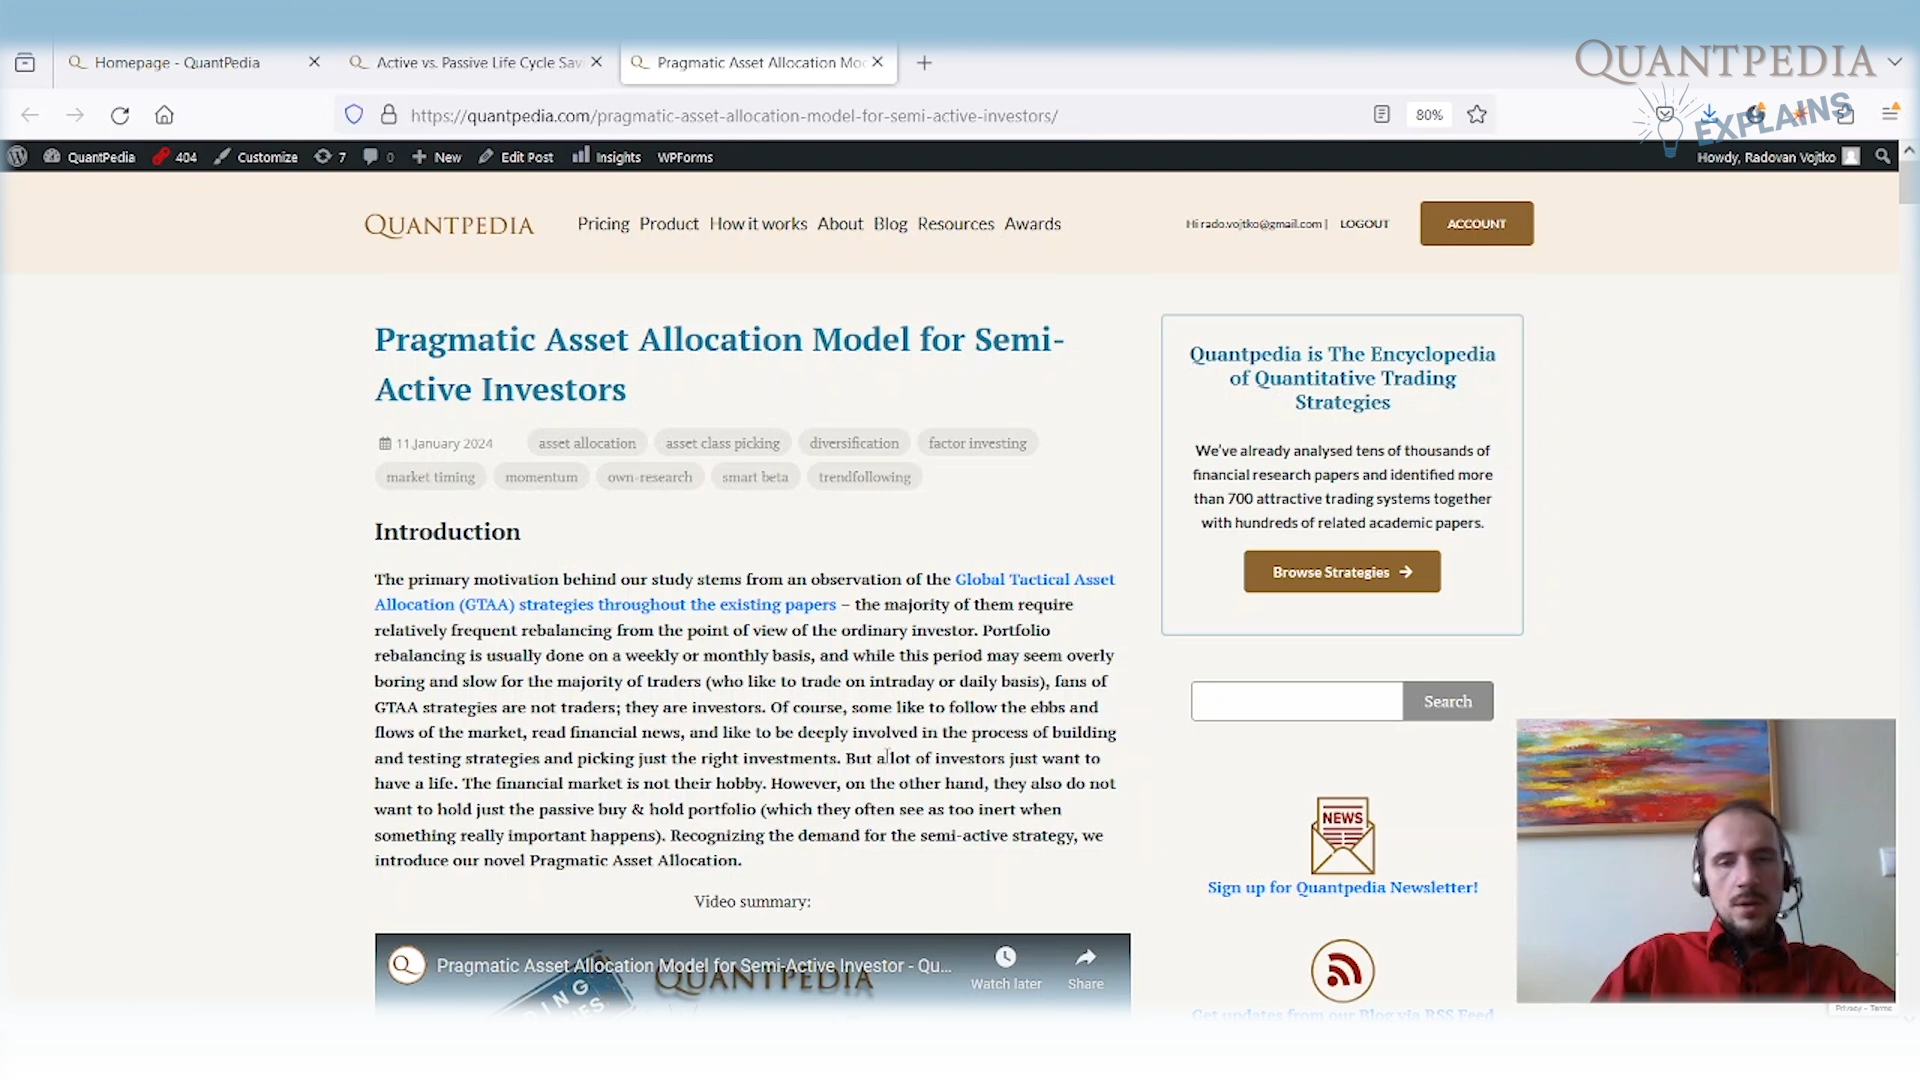 QUANTPEDIA
EXPLAINS
Homepage - QuantPedia
Active vs. Passive Life Cycle Savi
Pragmatic Asset Allocation Mod
https://quantpedia.com/pragmatic-asset-allocation-model-for-semi-active-investors/
80%
QuantPedia 404 Customize 7 0 New Edit Post Insights WPForms
Howdy, Radovan Vojtko
QUANTPEDIA
Pricing Product How it works About Blog Resources Awards
Hi rado.vojtko@gmail.com | LOGOUT
ACCOUNT
Pragmatic Asset Allocation Model for Semi-
Active Investors
11.January 2024 asset allocation asset class picking diversification factor investing
market timing momentum own-research smart beta trendfollowing
Introduction
The primary motivation behind our study stems from an observation of the Global Tactical Asset
Allocation (GTAA) strategies throughout the existing papers – the majority of them require
relatively frequent rebalancing from the point of view of the ordinary investor. Portfolio
rebalancing is usually done on a weekly or monthly basis, and while this period may seem overly
boring and slow for the majority of traders (who like to trade on intraday or daily basis), fans of
GTAA strategies are not traders; they are investors. Of course, some like to follow the ebbs and
flows of the market, read financial news, and like to be deeply involved in the process of building
and testing strategies and picking just the right investments. But a lot of investors just want to
have a life. The financial market is not their hobby. However, on the other hand, they also do not
want to hold just the passive buy & hold portfolio (which they often see as too inert when
something really important happens). Recognizing the demand for the semi-active strategy, we
introduce our novel Pragmatic Asset Allocation.
Video summary:
Pragmatic Asset Allocation Model for Semi-Active Investor - Qu...
Watch later
Share
QUANTPEDIA
Quantpedia is The Encyclopedia
of Quantitative Trading
Strategies
We've already analysed tens of thousands of
financial research papers and identified more
than 700 attractive trading systems together
with hundreds of related academic papers.
Browse Strategies
Search
NEWS
Sign up for Quantpedia Newsletter!
Get updates from our Blog via RSS Feed
Privacy - Terms